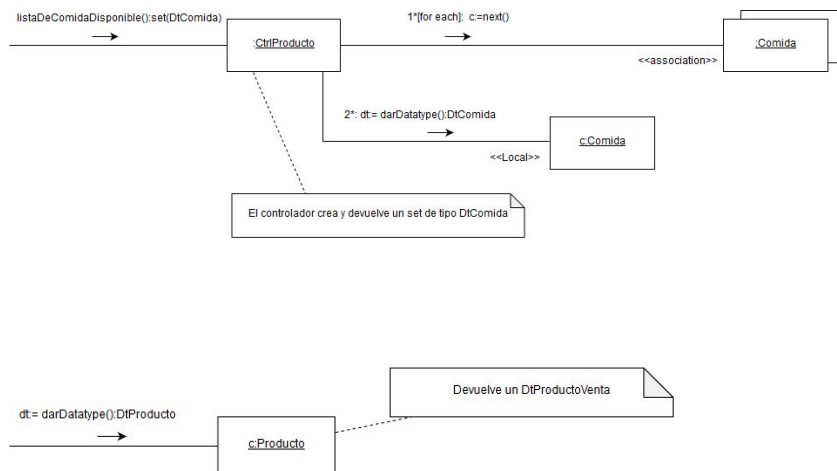 listaDeComidaDisponible():set(DtComida)
1*[for each]: c:=next()
:CtrlProducto
:Comida
<<association>>
2*: dt:= darDatatype():DtComida
c:Comida
<<Local>>
El controlador crea y devuelve un set de tipo DtComida
Devuelve un DtProductoVenta
dt:= darDatatype():DtProducto
c:Producto